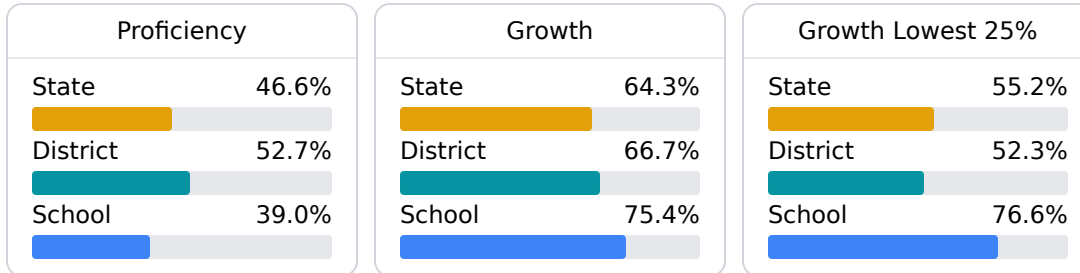 Proficiency
State 46.6%
District 52.7%
School 39.0%
Growth
State 64.3%
District 66.7%
School 75.4%
Growth Lowest 25%
State 55.2%
District 52.3%
School 76.6%